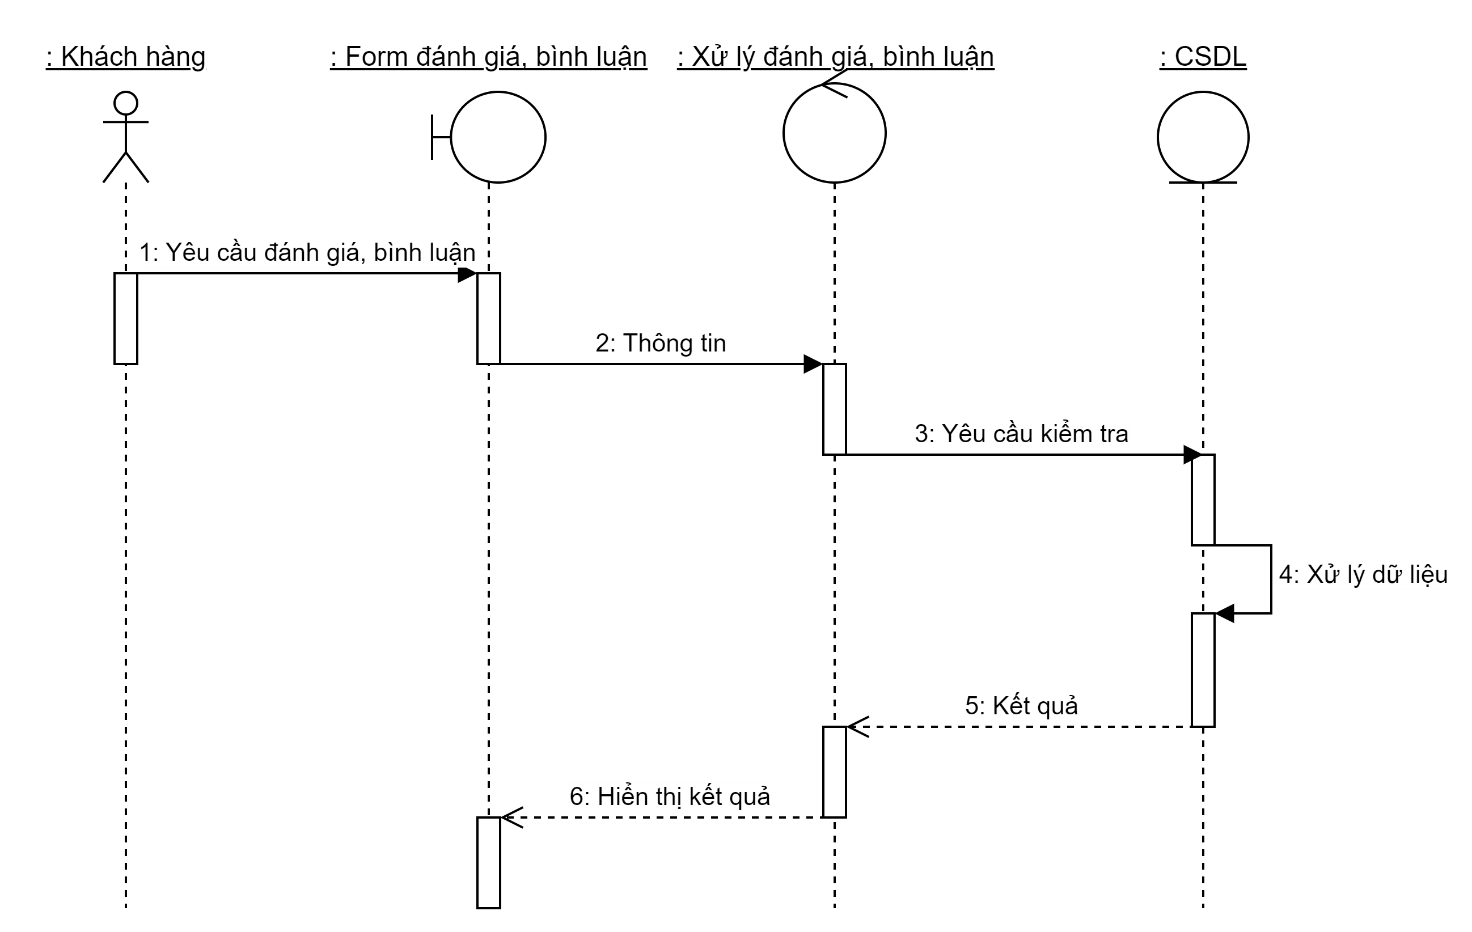 : Khách hàng
: Form đánh giá, bình luận
: Xử lý đánh giá, bình luận
: CSDL
1: Yêu cầu đánh giá, bình luận
2: Thông tin
3: Yêu cầu kiểm tra
4: Xử lý dữ liệu
5: Kết quả
6: Hiển thị kết quả